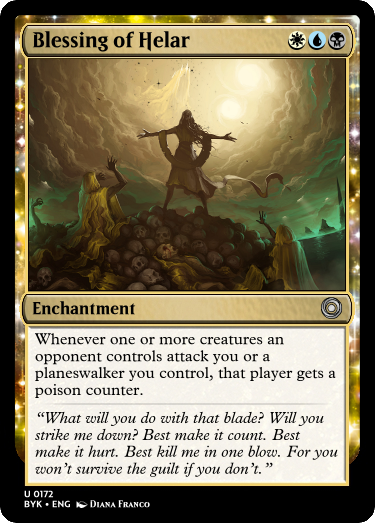 Blessing of Helar
Enchantment
Whenever one or more creatures an
opponent controls attack you or a
planeswalker you control, that player gets a
poison counter.
“What will you do with that blade? Will you
strike me down? Best make it count. Best
make it hurt. Best kill me in one blow. For you
won’t survive the guilt if you don’t.”
U 0172
BYK • ENG Diana Franco